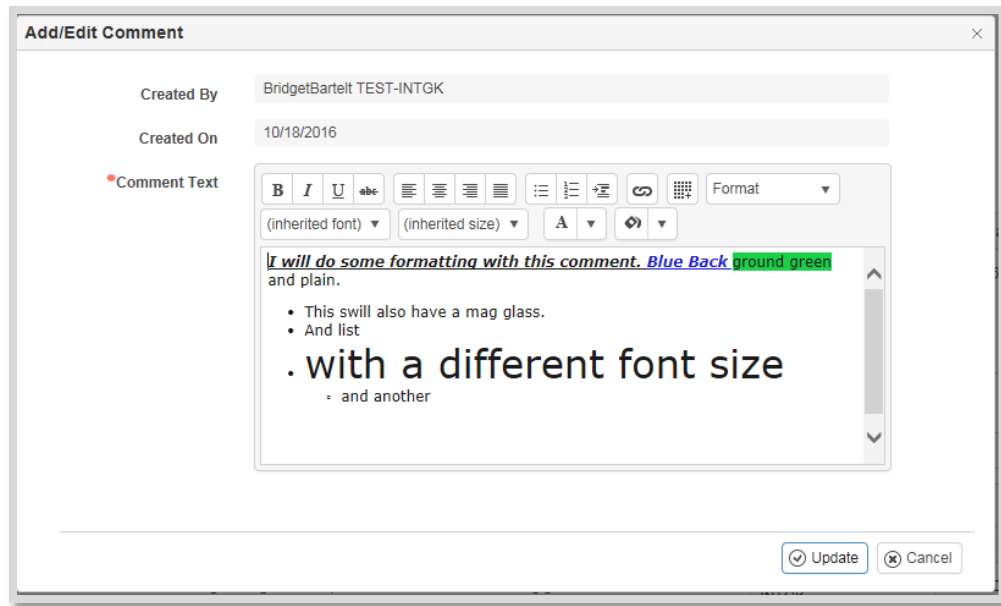 Add/Edit Comment
Created By BridgetBartelt TEST-INTGK
Created On 10/18/2016
*Comment Text
B I U abc Format
(inherited font) (inherited size) A
I will do some formatting with this comment. Blue Back ground green
and plain.
• This swill also have a mag glass.
• And list
• with a different font size
◦ and another
Update Cancel